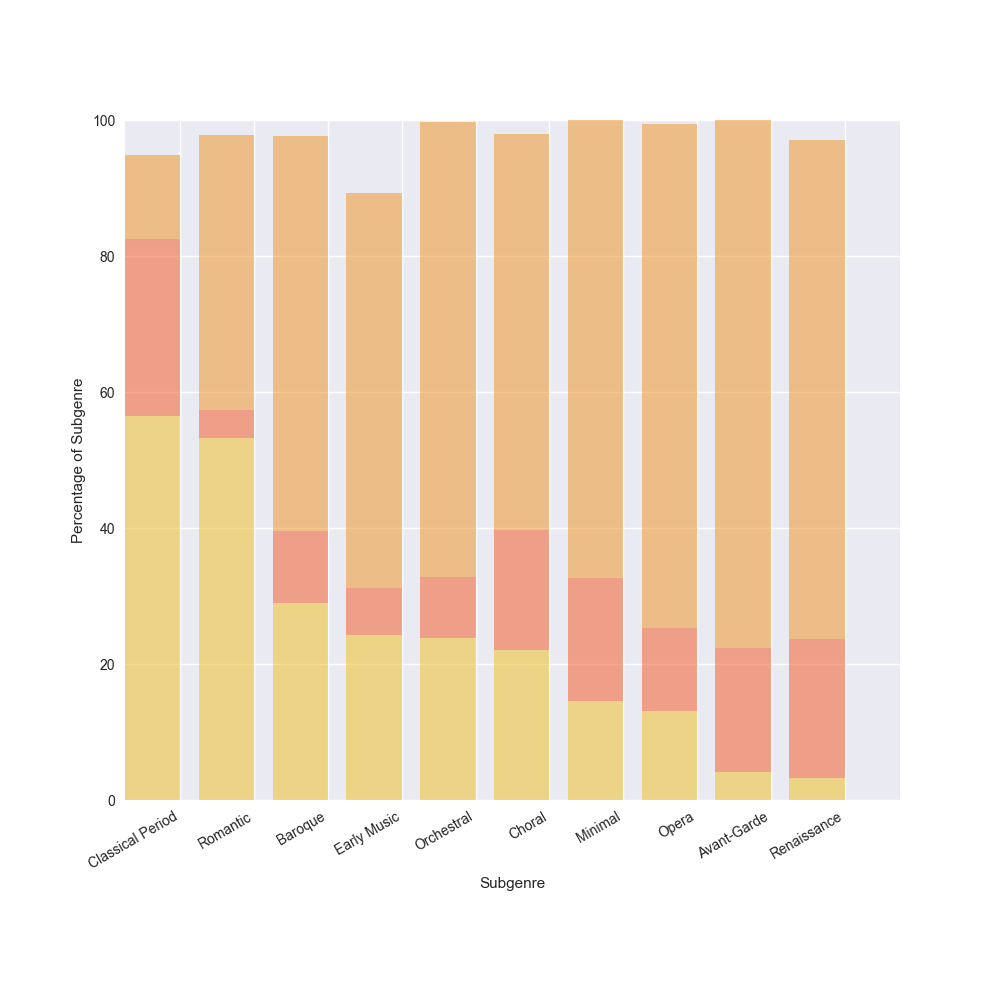 100
80
60
40
20
0
Percentage of Subgenre
Classical Period
Romantic
Baroque
Early Music
Orchestral
Choral
Minimal
Opera
Avant-Garde
Renaissance
Subgenre